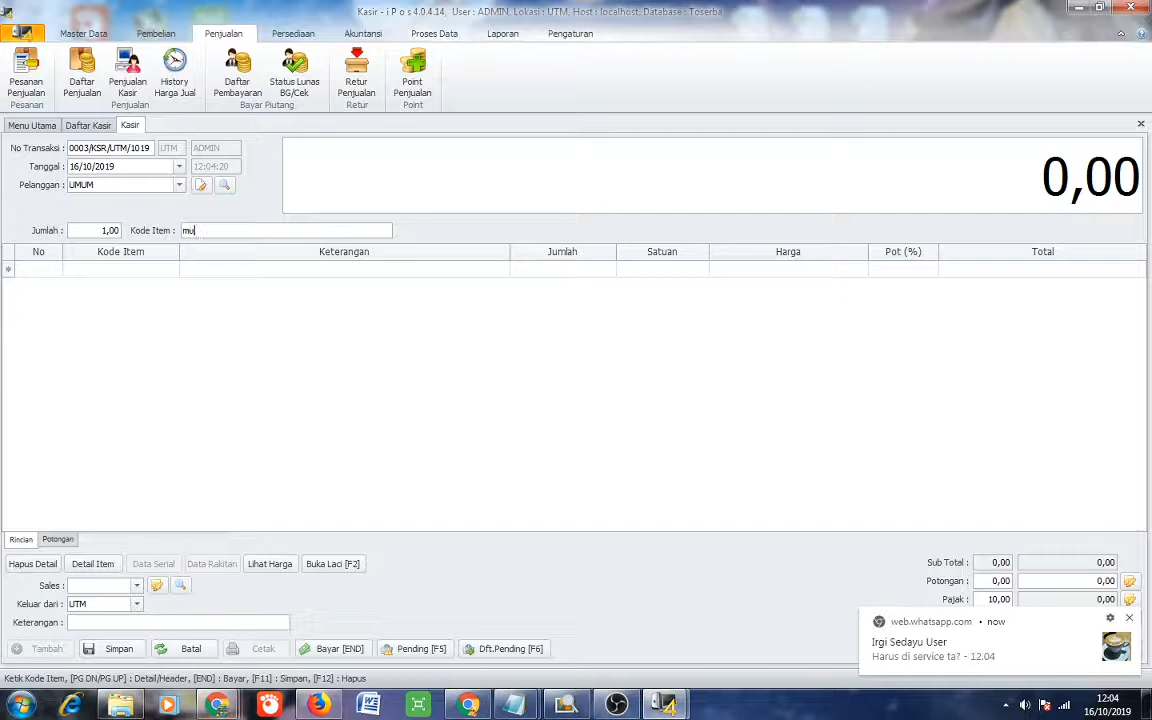 Kasir - i P o s 4.0.4.14, User : ADMIN, Lokasi : UTM, Host : localhost, Database : Toserba
Master Data Pembelian Penjualan Persediaan Akuntansi Proses Data Laporan Pengaturan
Pesanan Penjualan
Daftar Penjualan
Penjualan Kasir
History Harga Jual
Daftar Pembayaran
Status Lunas BG/Cek
Retur Penjualan
Point Penjualan
Pesanan Penjualan Bayar Piutang Retur Point
Menu Utama Daftar Kasir Kasir
No Transaksi : 0003/KSR/UTM/1019 UTM ADMIN
Tanggal : 16/10/2019 12:04:20
Pelanggan : UMUM
0,00
Jumlah : 1,00 Kode Item : mu
No Kode Item Keterangan Jumlah Satuan Harga Pot (%) Total
Rincian Potongan
Hapus Detail Detail Item Data Serial Data Rakitan Lihat Harga Buka Laci [F2]
Sub Total : 0,00 0,00
Sales :
Potongan : 0,00 0,00
Keluar dari : UTM
Pajak : 10,00 0,00
Keterangan :
web.whatsapp.com • now
Irgi Sedayu User
Harus di service ta? - 12.04
Tambah Simpan Batal Cetak Bayar [END] Pending [F5] Dft.Pending [F6]
Ketik Kode Item, [PG DN/PG UP] : Detail/Header, [END] : Bayar, [F11] : Simpan, [F12] : Hapus
12:04
16/10/2019